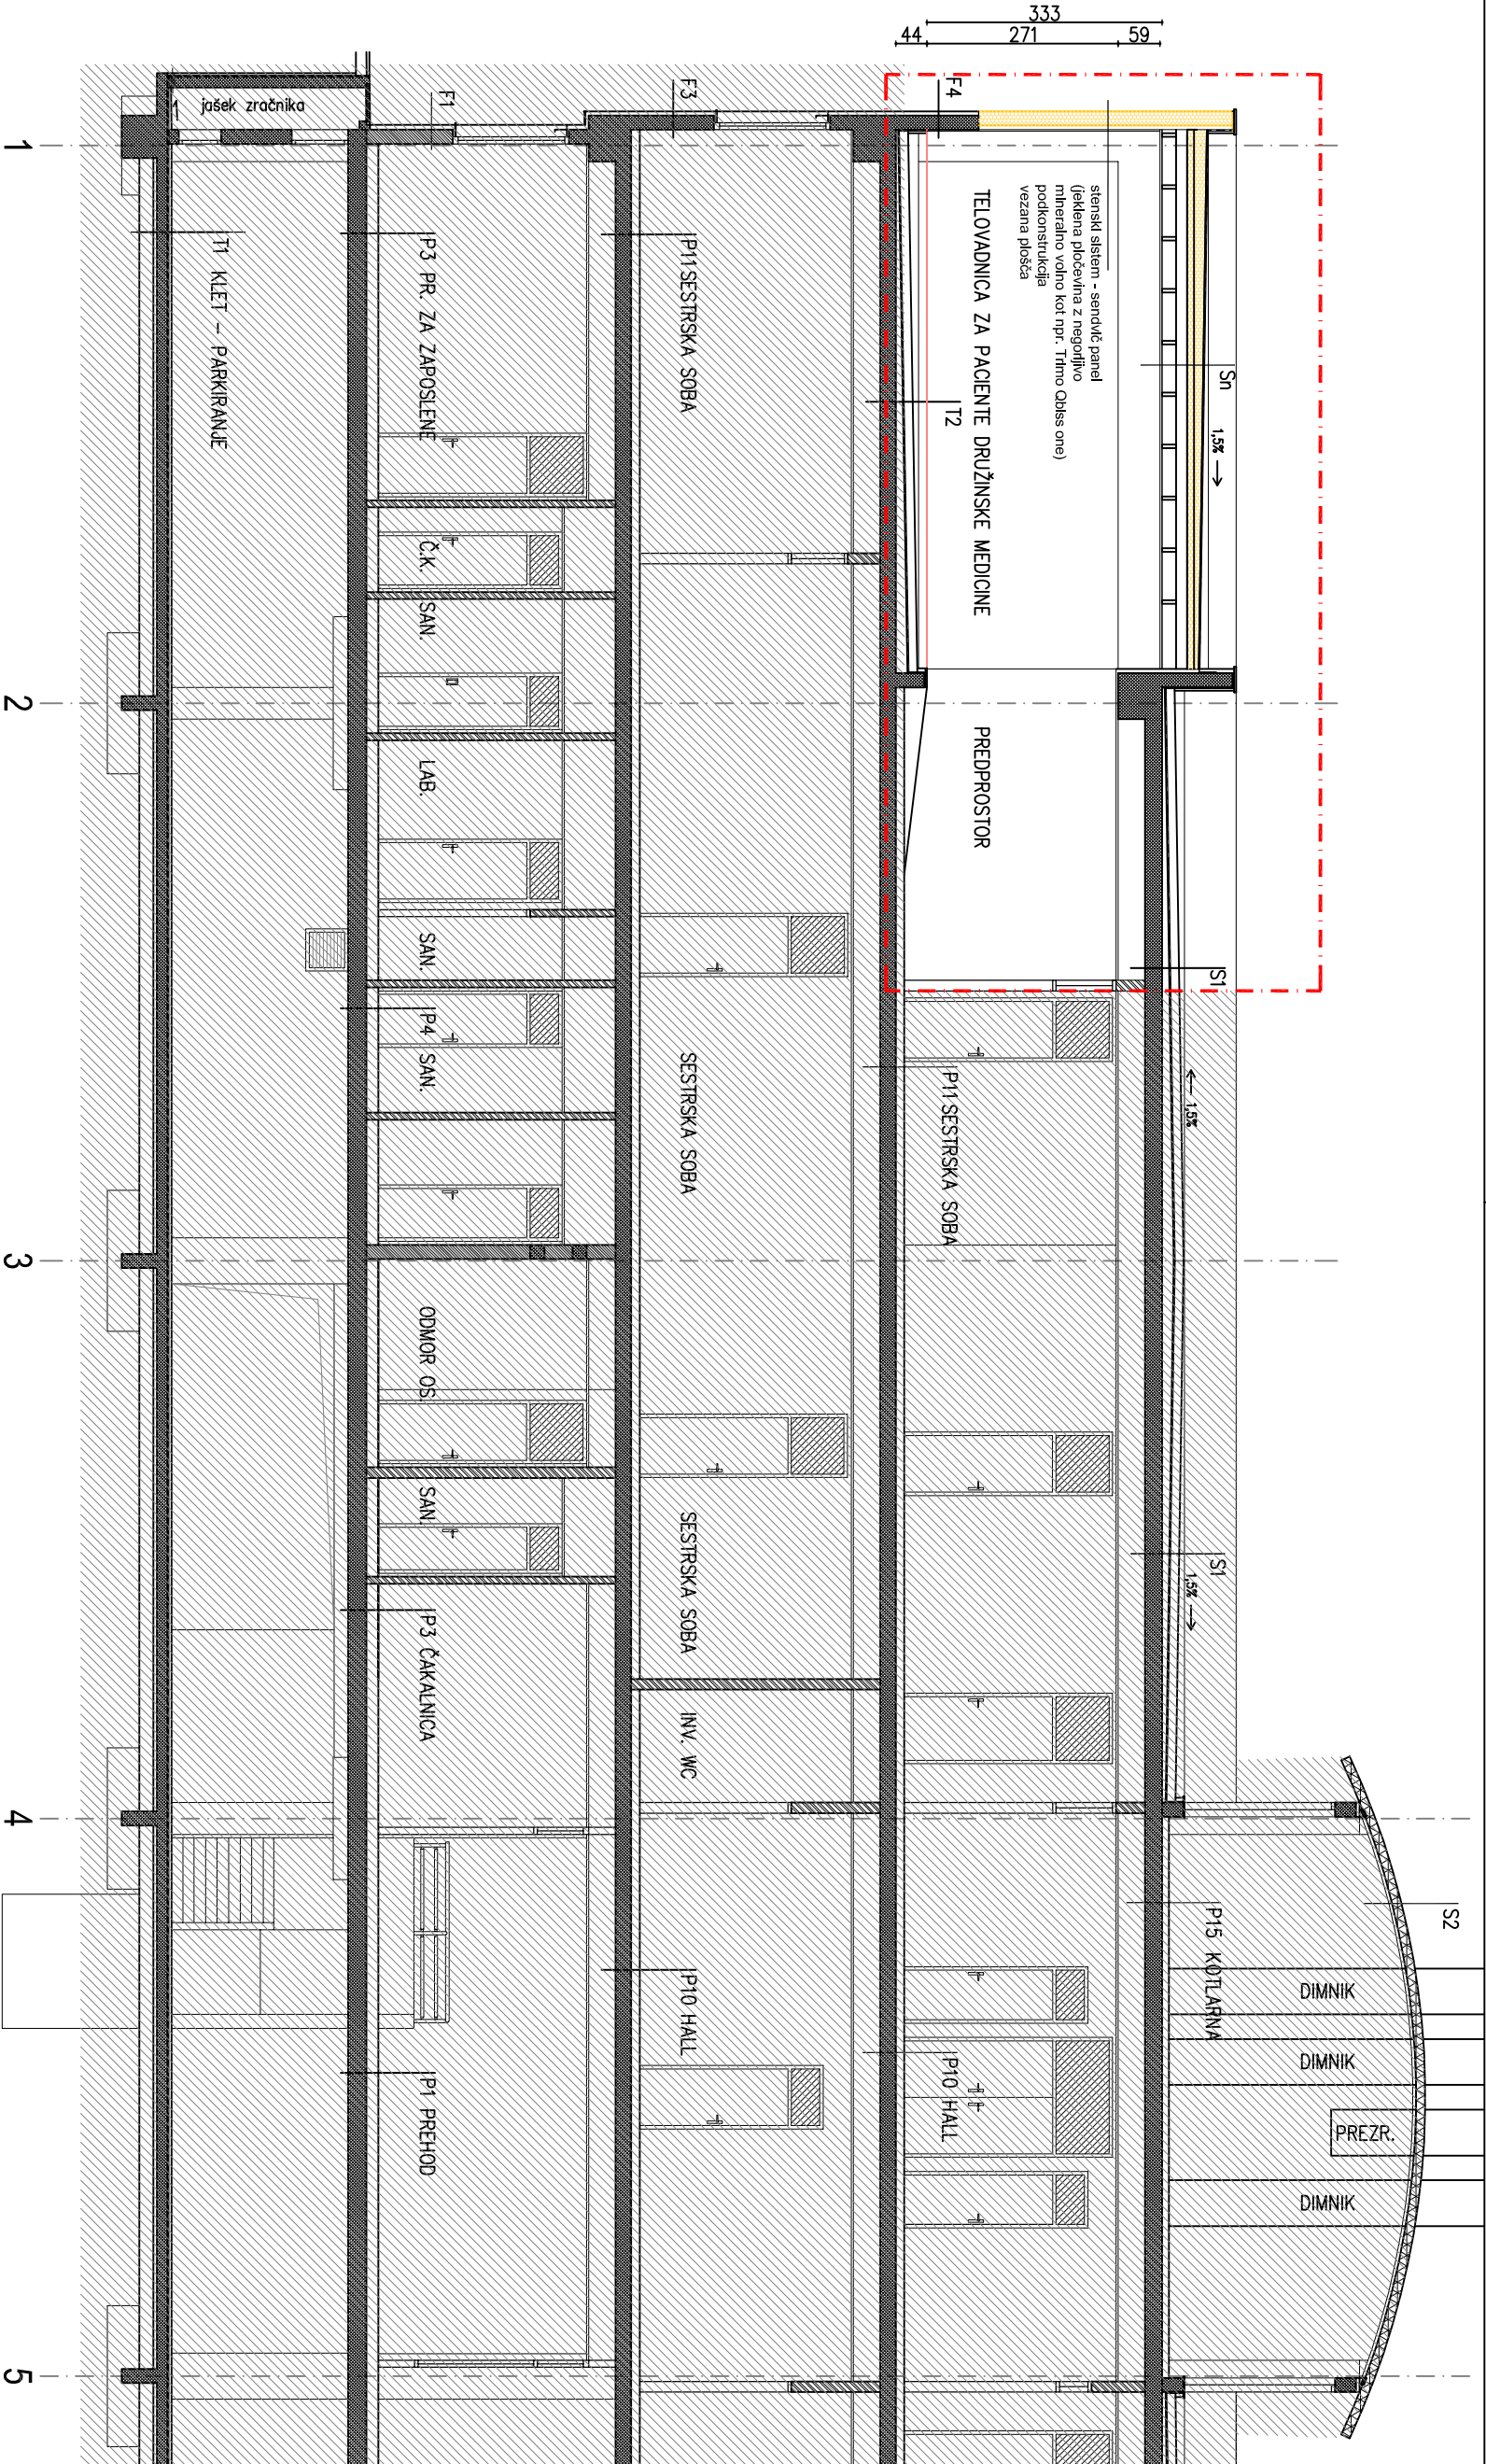 333
44
271
59
S2
DIMNIK
DIMNIK
PREZR.
DIMNIK
P15 KOTLARNA
Sn
1,5%
S1
1,5%
S1
1,5%
F4
stenski sistem - sendvič panel
(jeklena pločevina z negorljivo
mineralno volno kot npr. Trimo Qbiss one)
podkonstrukcija
vezana plošča
TELOVADNICA ZA PACIENTE DRUŽINSKE MEDICINE
T2
PREDPROSTOR
P11 SESTRSKA SOBA
P10 HALL
F3
P11 SESTRSKA SOBA
SESTRSKA SOBA
SESTRSKA SOBA
INV. WC
P10 HALL
F1
P3 PR. ZA ZAPOSLENE
Č.K.
SAN.
LAB.
SAN.
P4 SAN.
ODMOR OS.
SAN.
P3 ČAKALNICA
P1 PREHOD
jašek zračnika
T1 KLET - PARKIRANJE
1
2
3
4
5